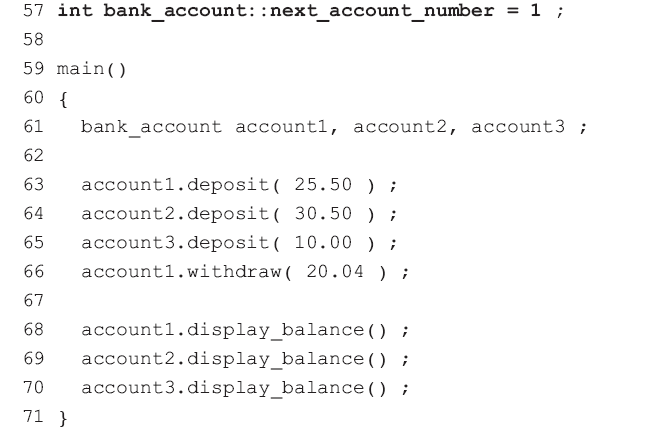 57 int bank_account::next_account_number = 1 ;
58
59 main()
60 {
61   bank_account account1, account2, account3 ;
62
63   account1.deposit( 25.50 ) ;
64   account2.deposit( 30.50 ) ;
65   account3.deposit( 10.00 ) ;
66   account1.withdraw( 20.04 ) ;
67
68   account1.display_balance() ;
69   account2.display_balance() ;
70   account3.display_balance() ;
71 }